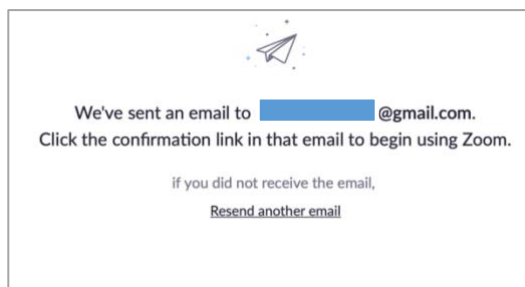 We've sent an email to @gmail.com.
Click the confirmation link in that email to begin using Zoom.
if you did not receive the email,
Resend another email